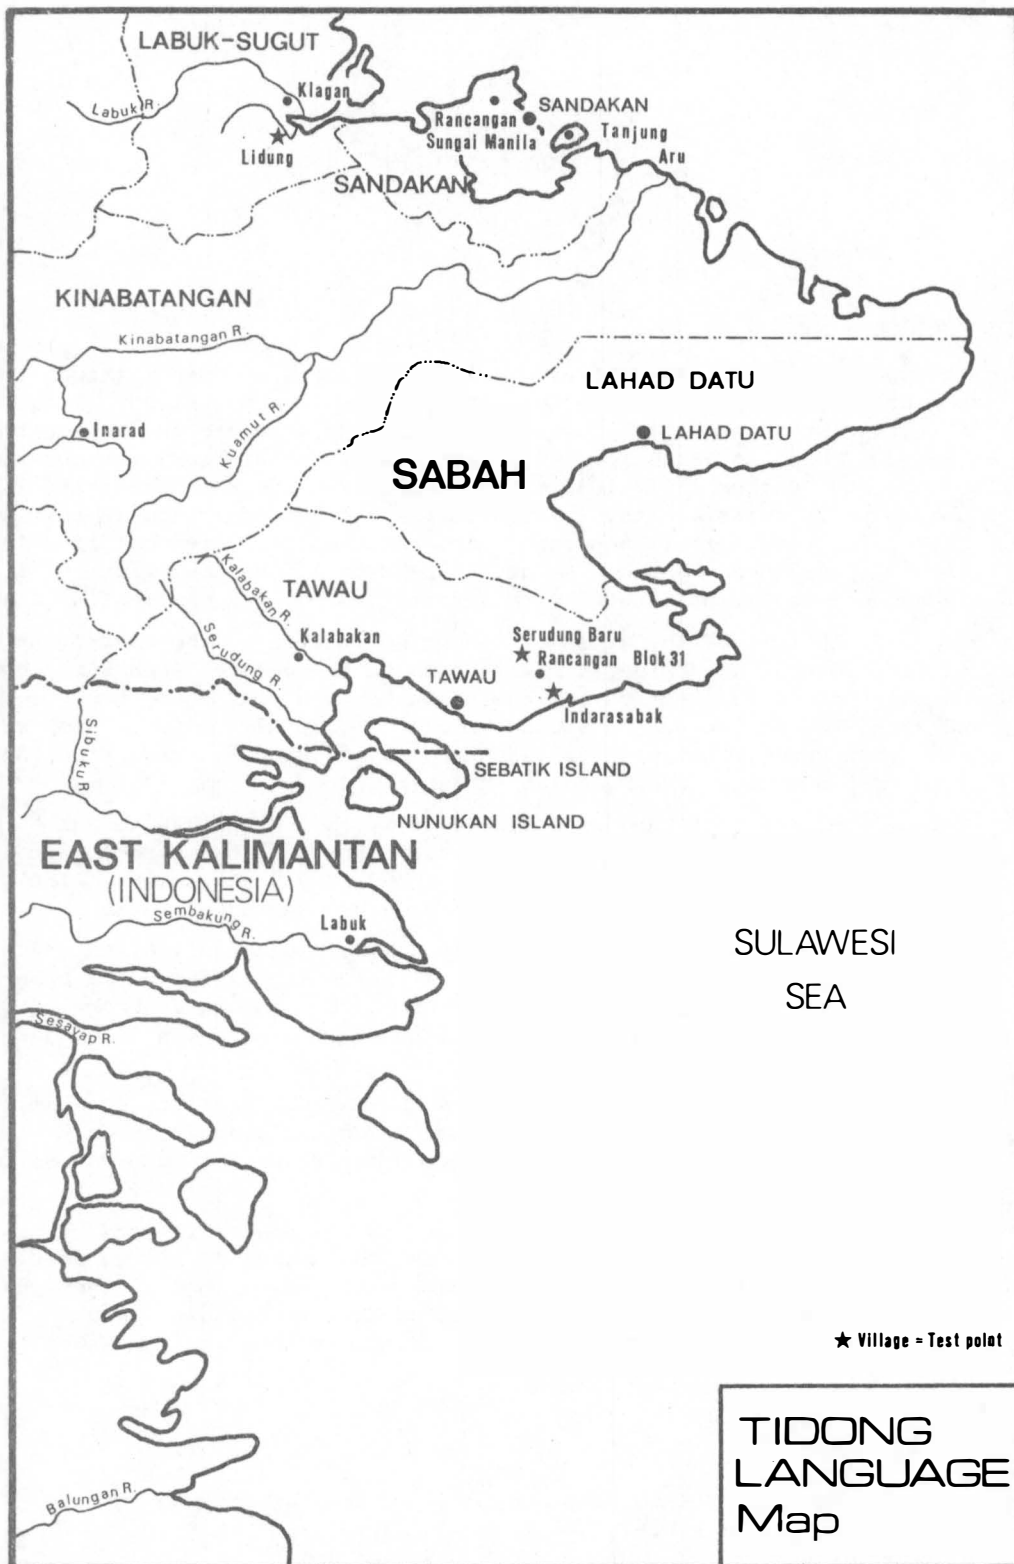 LABUK-SUGUT
Klagan
Labuk R.
SANDAKAN
Rancangan
Sungai Manila
Tanjung
Aru
Lidung
SANDAKAN
KINABATANGAN
Kinabatangan R.
LAHAD DATU
Inarad
Kuamut R.
LAHAD DATU
SABAH
Kalabakan R.
TAWAU
Serudung R.
Kalabakan
Serudung Baru
Rancangan Blok 31
TAWAU
Indarasabak
Sibuku R
SEBATIK ISLAND
NUNUKAN ISLAND
EAST KALIMANTAN
(INDONESIA)
Sembakung R.
Labuk
SULAWESI
SEA
Sesayap R.
★ Village = Test point
TIDONG
LANGUAGE
Map
Balungan R.